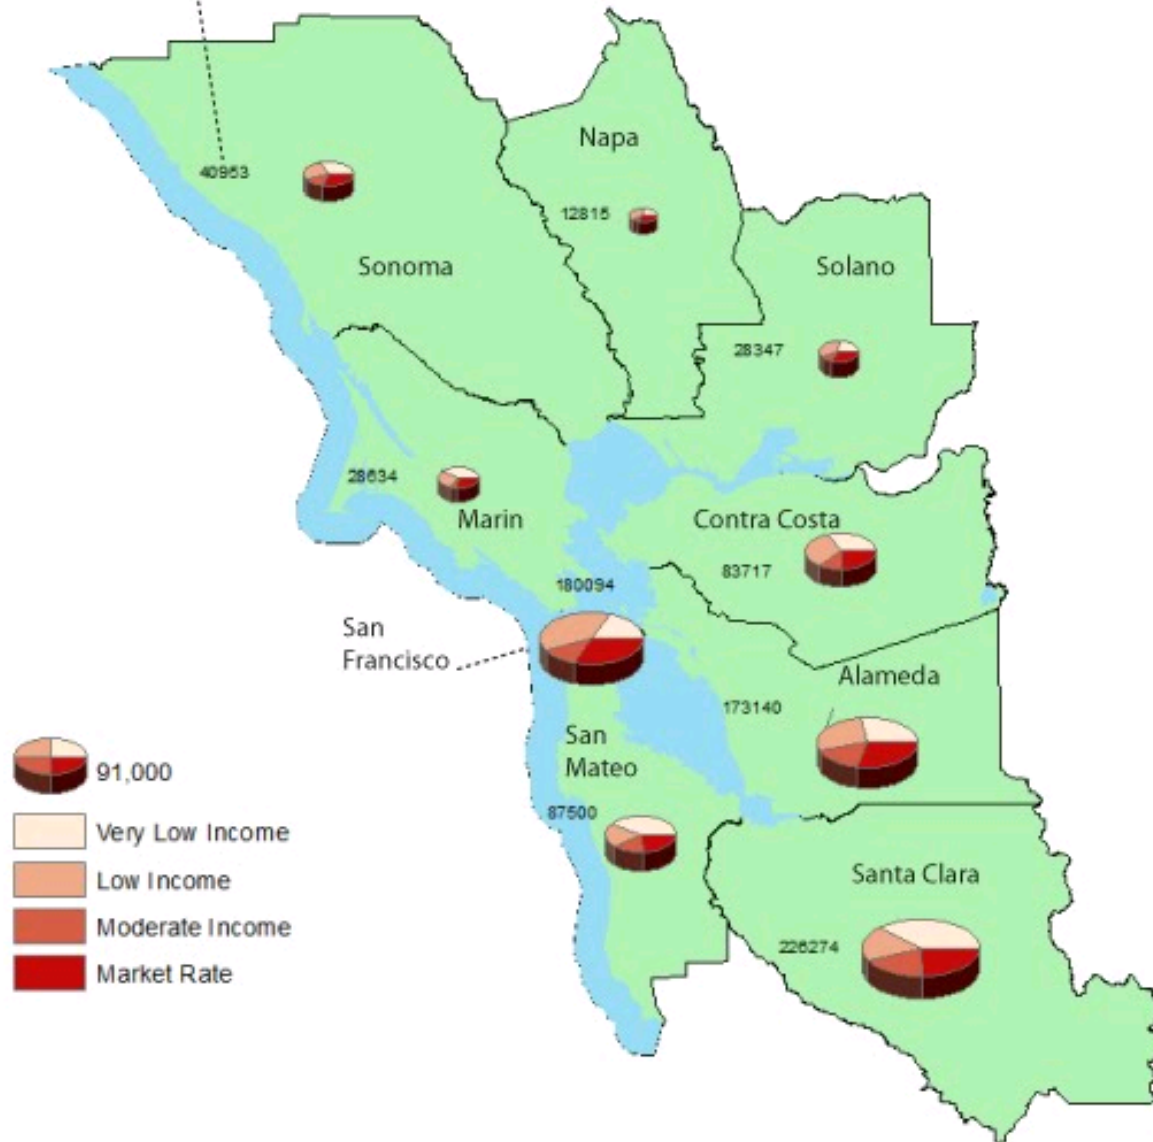 Napa
40953
12815
Sonoma
Solano
28347
28634
Marin
Contra Costa
83717
180094
San
Francisco
Alameda
173140
San
Mateo
91,000
87500
Very Low Income
Santa Clara
Low Income
Moderate Income
226274
Market Rate